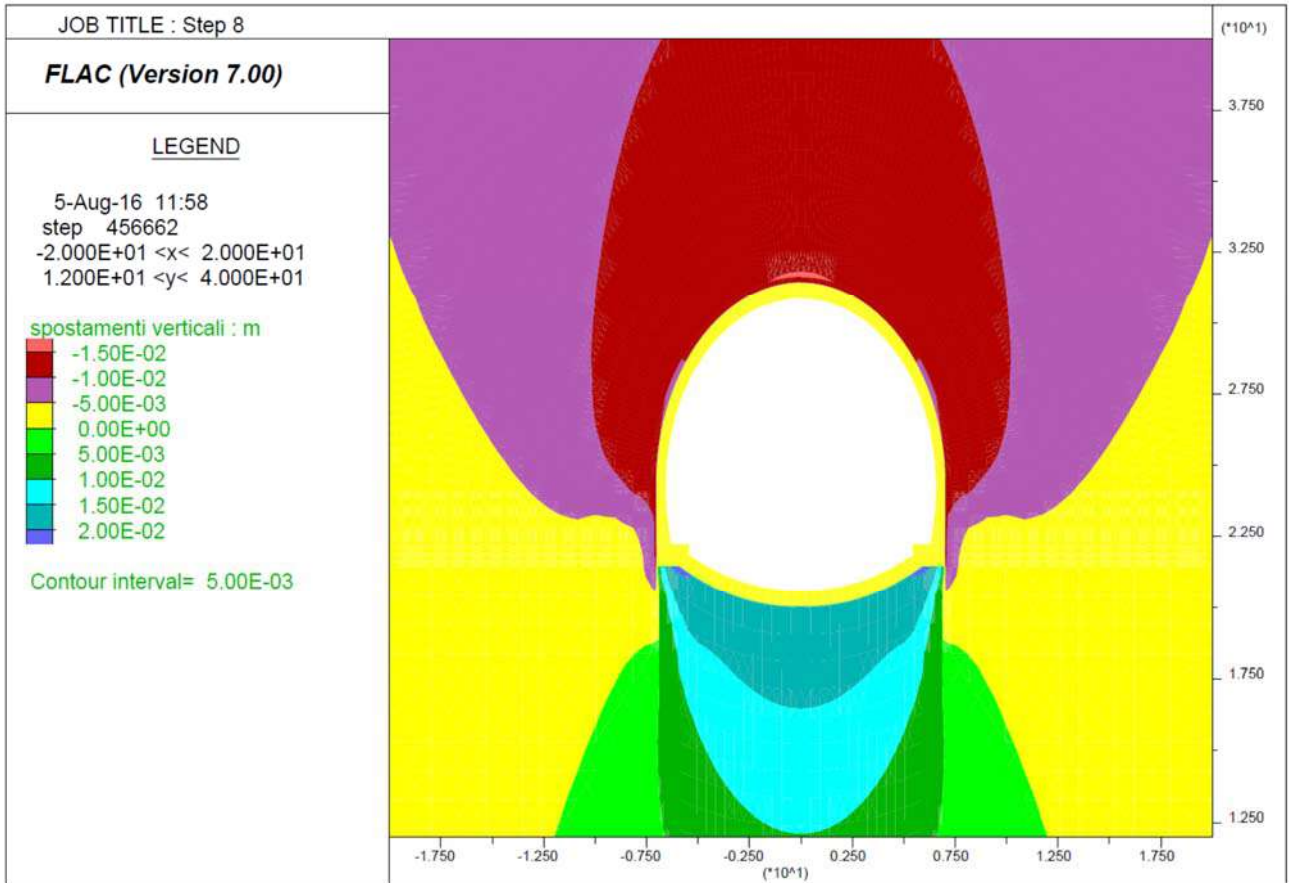 JOB TITLE : Step 8
(*10^1)
FLAC (Version 7.00)
LEGEND
5-Aug-16 11:58
step 456662
-2.000E+01 <x< 2.000E+01
1.200E+01 <y< 4.000E+01
spostamenti verticali : m
-1.50E-02
-1.00E-02
-5.00E-03
0.00E+00
5.00E-03
1.00E-02
1.50E-02
2.00E-02
Contour interval= 5.00E-03
3.750
3.250
2.750
2.250
1.750
1.250
-1.750 -1.250 -0.750 -0.250 0.250 0.750 1.250 1.750
(*10^1)